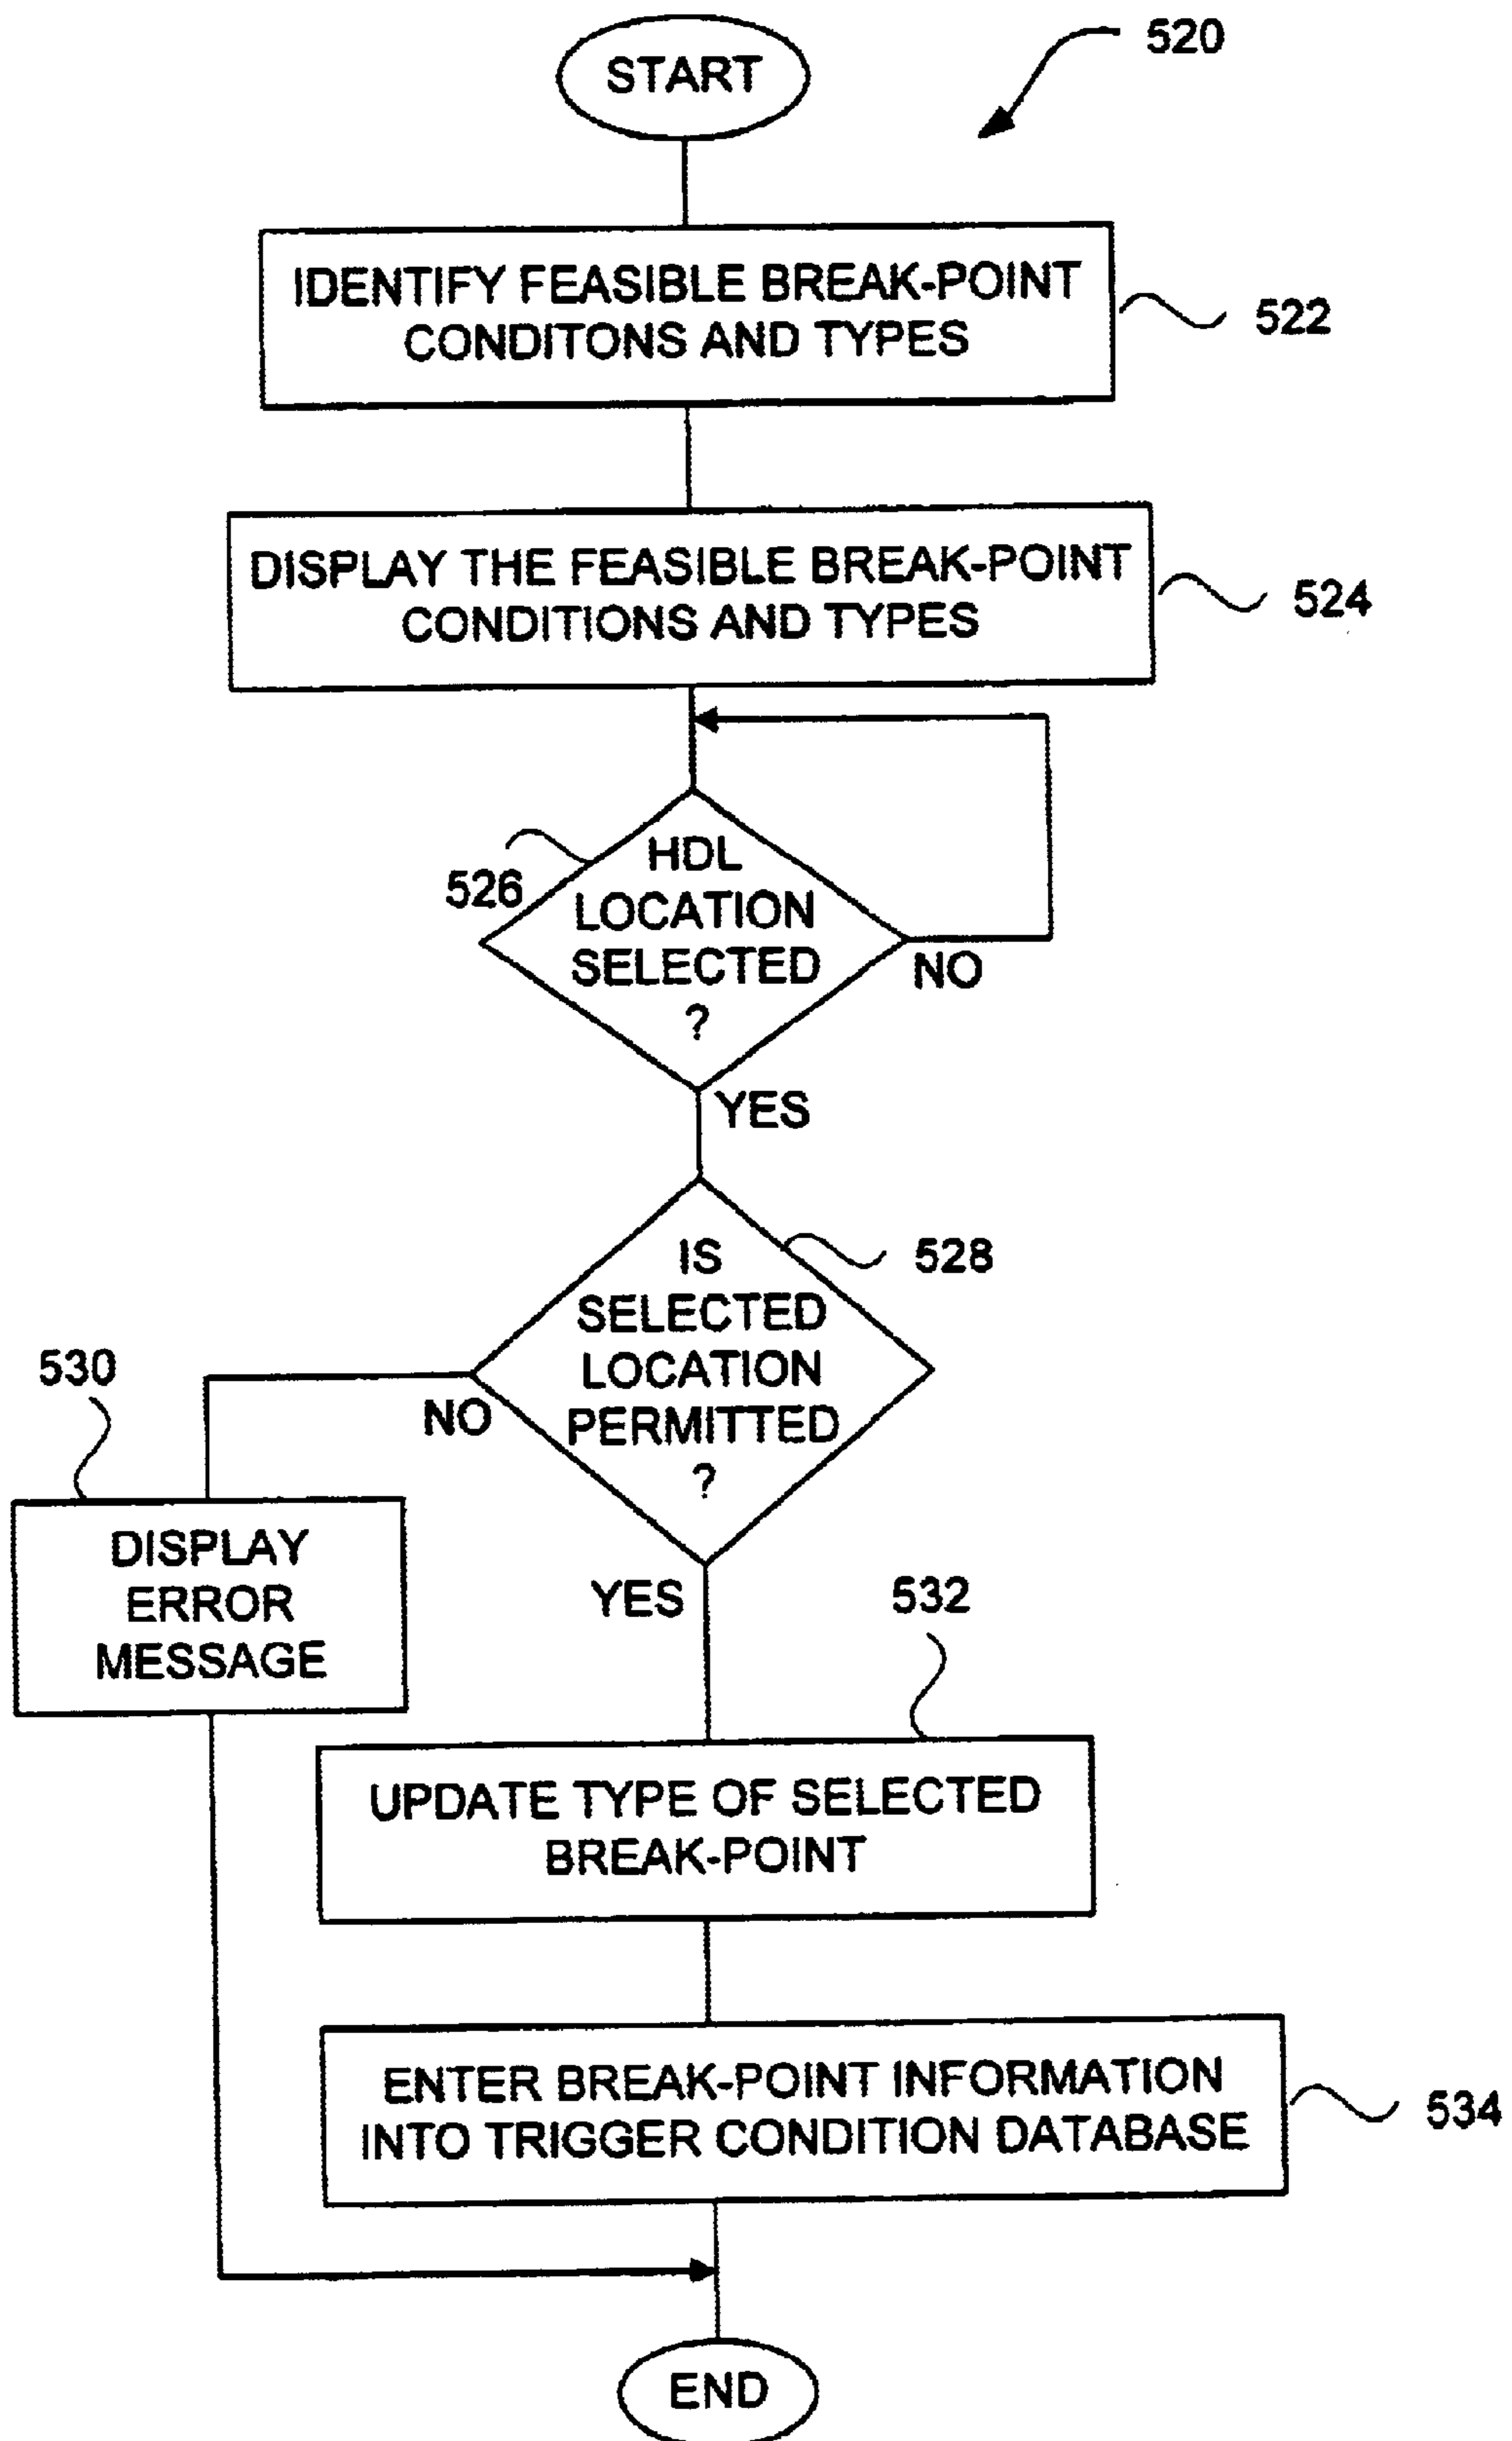 START
520
IDENTIFY FEASIBLE BREAK-POINT
CONDITONS AND TYPES
522
DISPLAY THE FEASIBLE BREAK-POINT
CONDITIONS AND TYPES
524
526
HDL
LOCATION
SELECTED
?
NO
YES
IS
SELECTED
LOCATION
PERMITTED
?
528
NO
530
DISPLAY
ERROR
MESSAGE
YES
532
UPDATE TYPE OF SELECTED
BREAK-POINT
ENTER BREAK-POINT INFORMATION
INTO TRIGGER CONDITION DATABASE
534
END